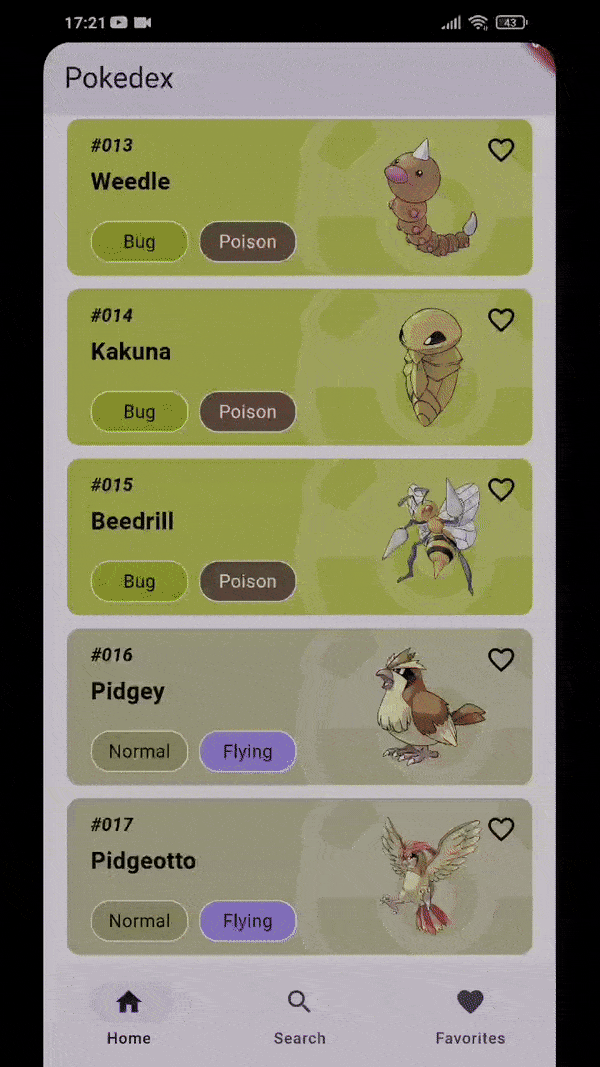 17:21
43
Pokedex
#013
Weedle
Bug Poison
#014
Kakuna
Bug Poison
#015
Beedrill
Bug Poison
#016
Pidgey
Normal Flying
#017
Pidgeotto
Normal Flying
Home Search Favorites